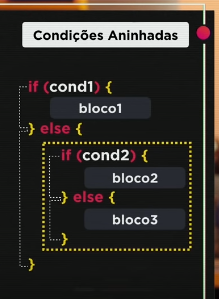 Condições Aninhadas
if (cond1) {
bloco1
} else {
if (cond2) {
bloco2
} else {
bloco3
}
}